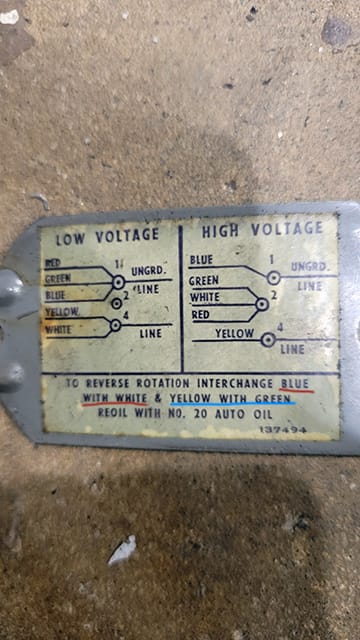 LOW VOLTAGE
RED
GREEN
BLUE
YELLOW
WHITE
1
2
4
UNGRD.
LINE
LINE
HIGH VOLTAGE
BLUE
GREEN
WHITE
RED
YELLOW
1
2
4
UNGRD.
LINE
LINE
TO REVERSE ROTATION INTERCHANGE BLUE
WITH WHITE & YELLOW WITH GREEN
REOIL WITH NO. 20 AUTO OIL
137494